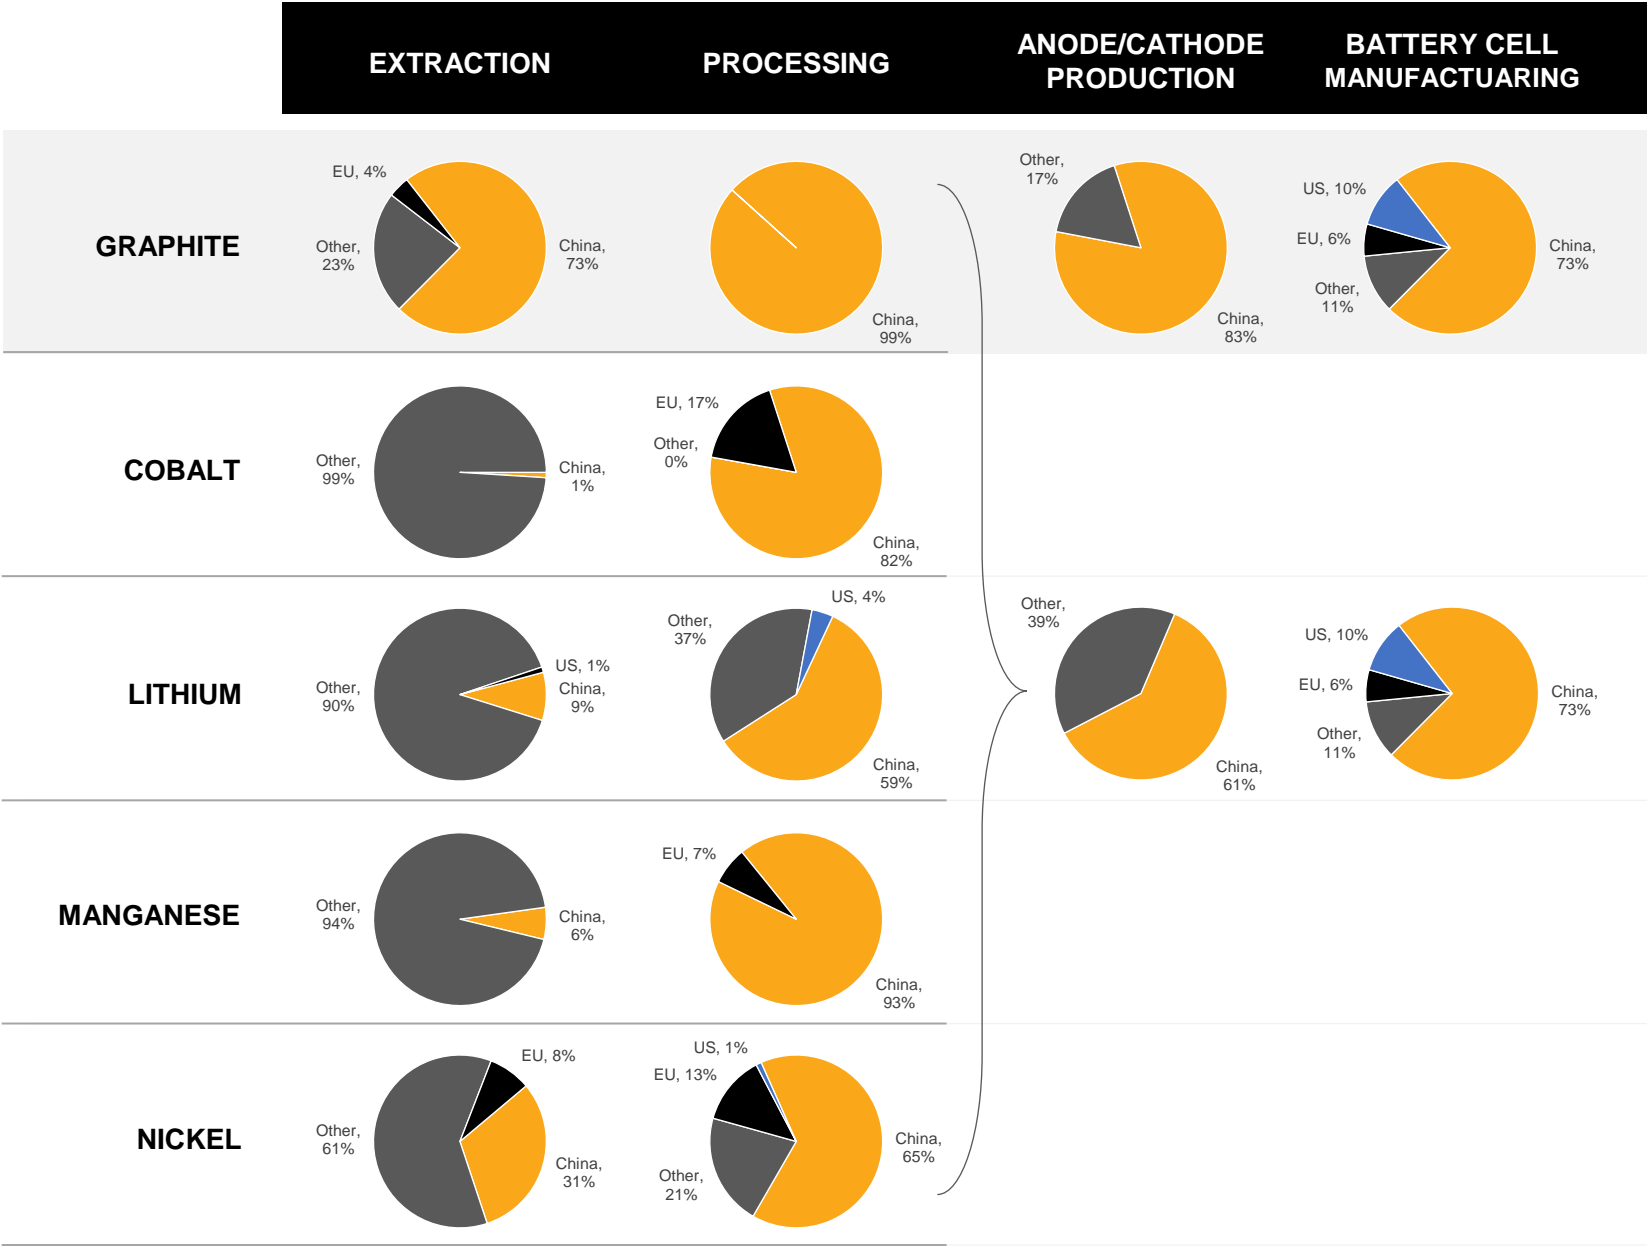 EXTRACTION
PROCESSING
ANODE/CATHODE
PRODUCTION
BATTERY CELL
MANUFACTUARING
GRAPHITE
EU, 4%
Other,
23%
China,
73%
China,
99%
Other,
17%
China,
83%
US, 10%
EU, 6%
Other,
11%
China,
73%
COBALT
Other,
99%
China,
1%
EU, 17%
Other,
0%
China,
82%
LITHIUM
Other,
90%
US, 1%
China,
9%
Other,
37%
US, 4%
China,
59%
Other,
39%
China,
61%
US, 10%
EU, 6%
Other,
11%
China,
73%
MANGANESE
Other,
94%
China,
6%
EU, 7%
China,
93%
NICKEL
Other,
61%
EU, 8%
China,
31%
US, 1%
EU, 13%
Other,
21%
China,
65%